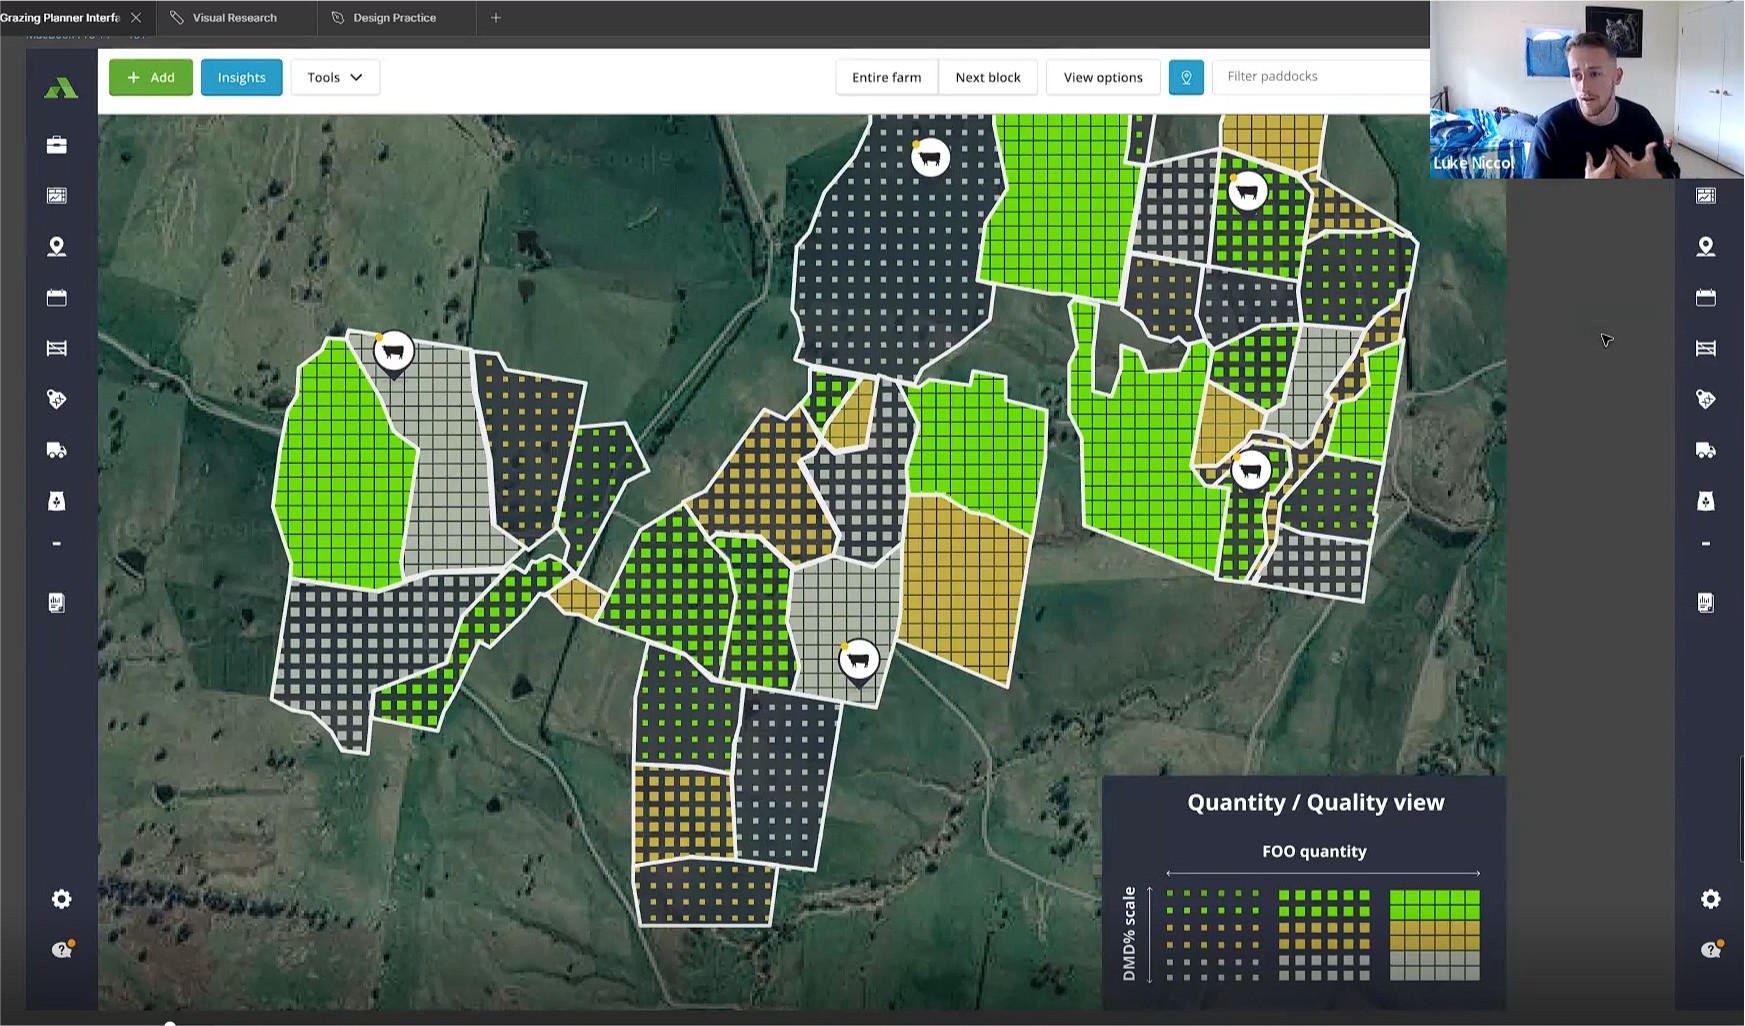 Grazing Planner Interfa
Visual Research
Design Practice
Add
Insights
Tools
Entire farm
Next block
View options
Filter paddocks
Luke Niccol
Quantity / Quality view
FOO quantity
DMD% scale